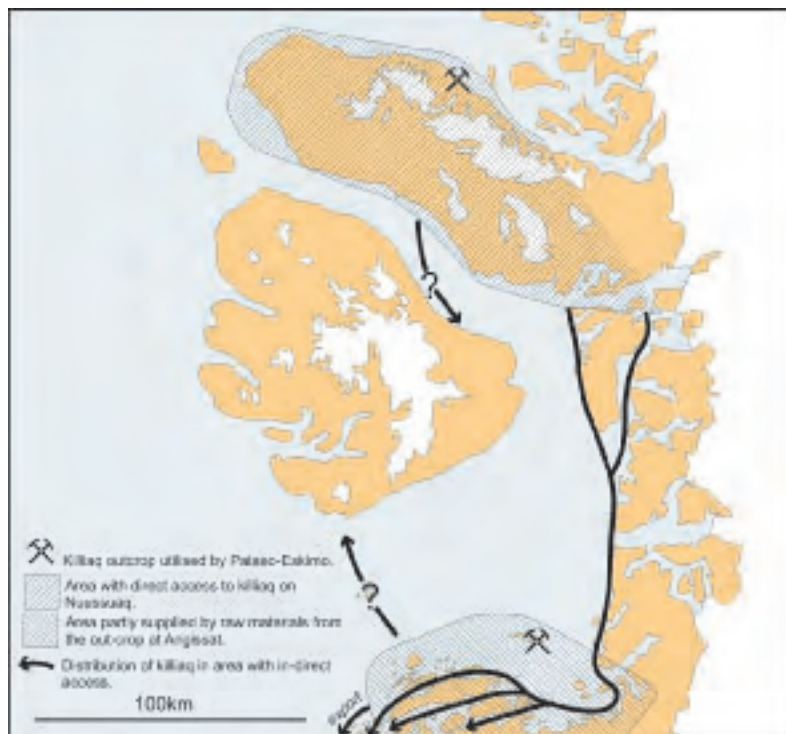 ?
?
Killiaq outcrop utilised by Palaeo-Eskimo.
Area with direct access to killiaq on
Nuussuaq.
Area partly supplied by raw materials from
the out-crop at Angissat.
Distribution of killiaq in area with in-direct
access.
100km
export